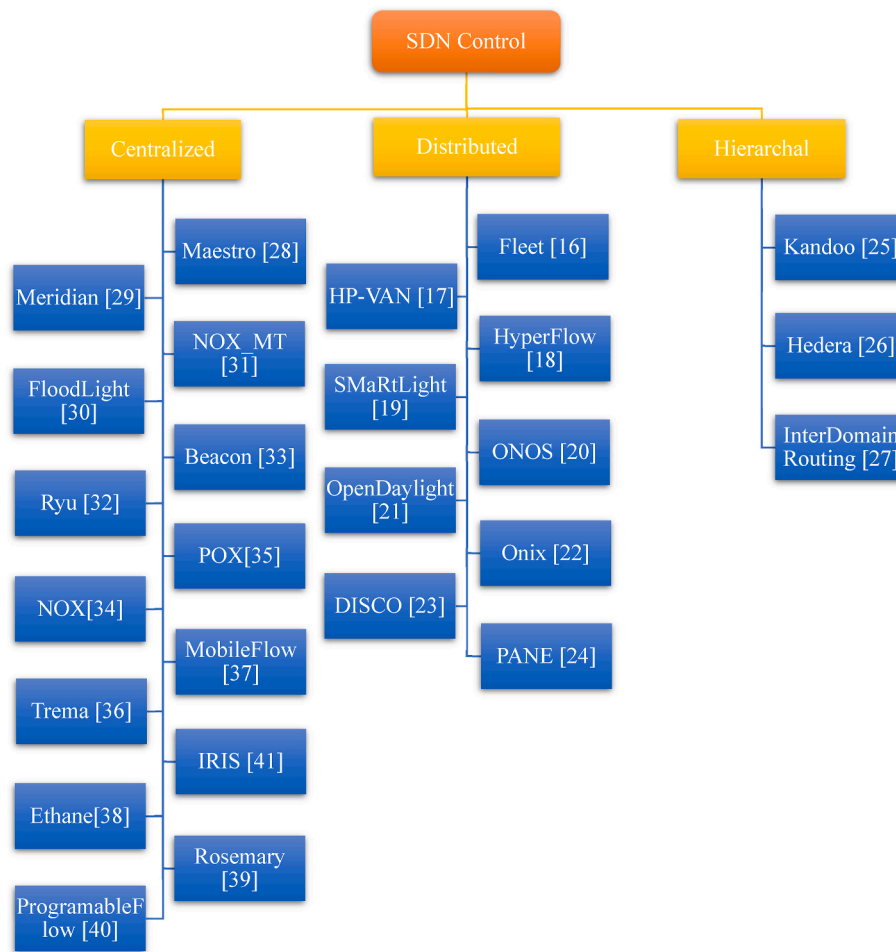 SDN Control
Centralized
Distributed
Hierarchal
Maestro [28]
Meridian [29]
NOX_MT
[31]
FloodLight
[30]
Beacon [33]
Ryu [32]
POX[35]
NOX[34]
MobileFlow
[37]
Trema [36]
IRIS [41]
Ethane[38]
Rosemary
[39]
ProgramableF
low [40]
Fleet [16]
HP-VAN [17]
HyperFlow
[18]
SMaRtLight
[19]
ONOS [20]
OpenDaylight
[21]
Onix [22]
DISCO [23]
PANE [24]
Kandoo [25]
Hedera [26]
InterDomain
Routing [27]